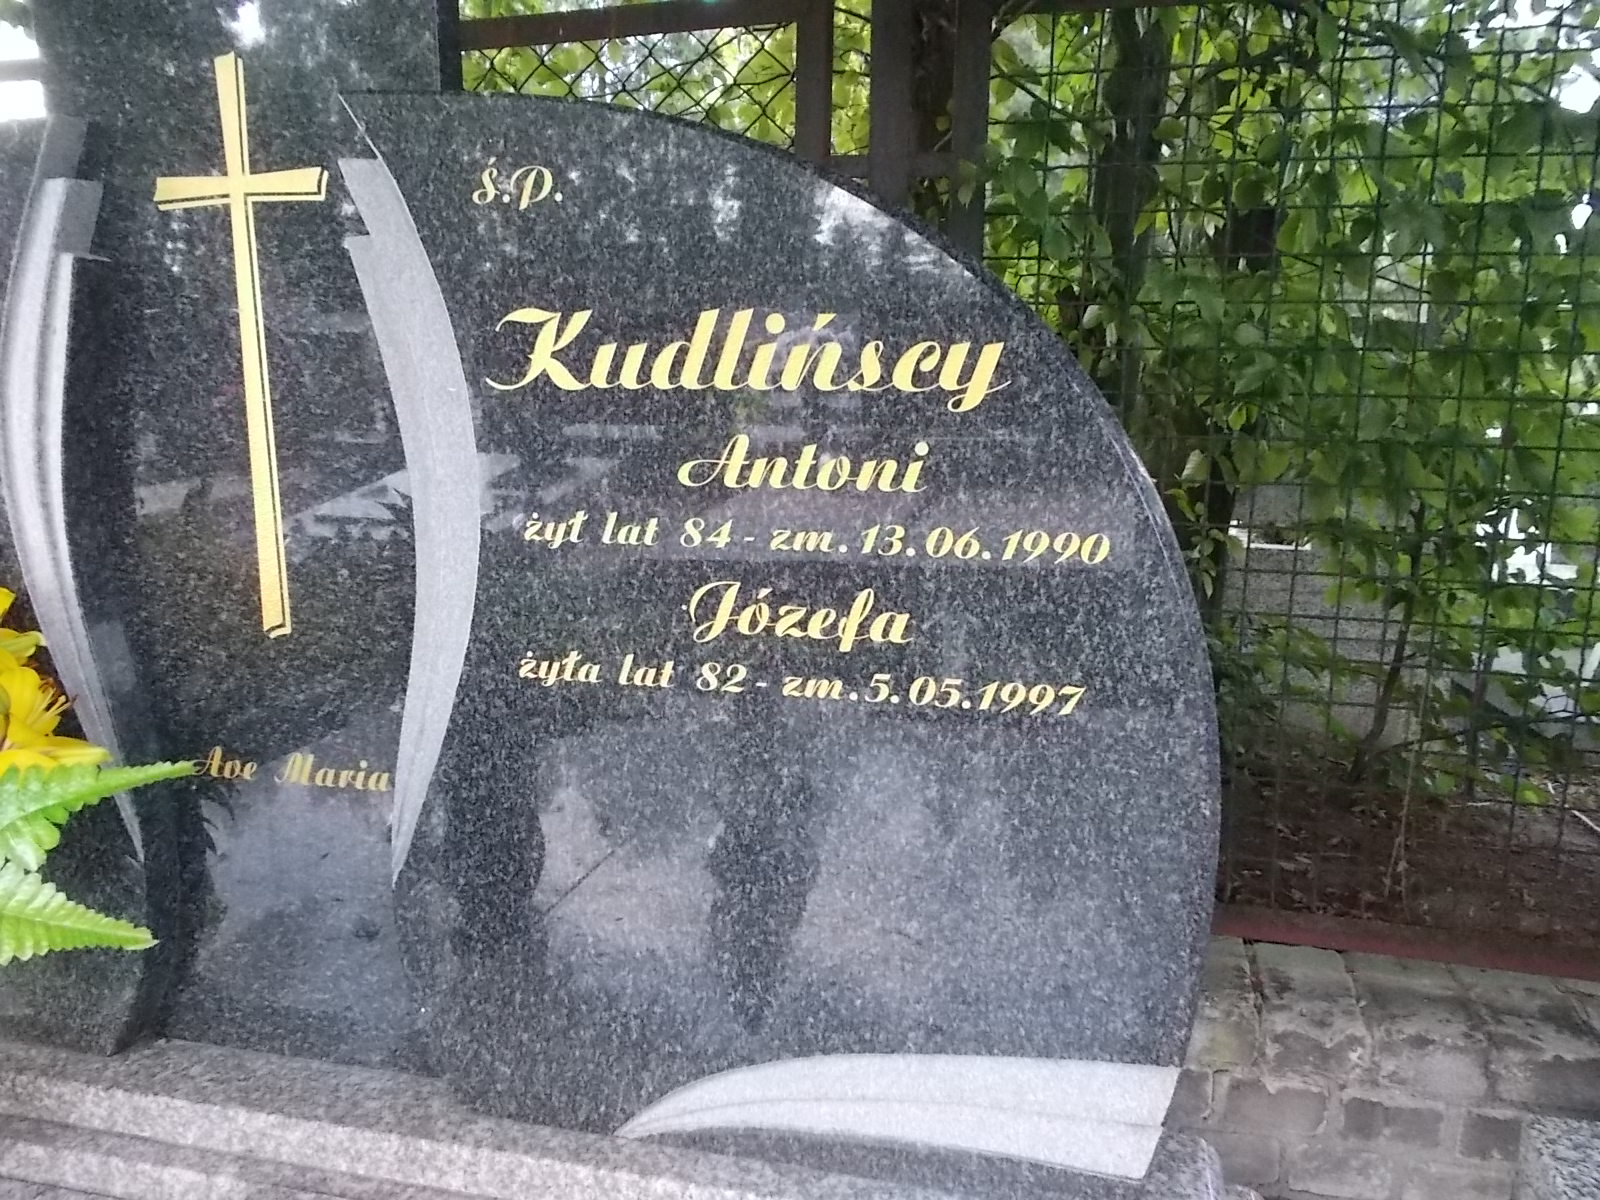 ś.p.
Kudlińscy
Antoni
żył lat 84 - zm. 13.06.1990
Józefa
żyła lat 82 - zm. 5.05.1997
Ave Maria